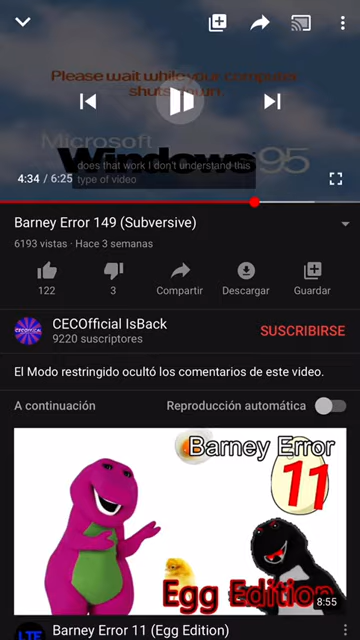 Please wait while your computer
shuts down.
Microsoft
Windows 95
does that work I don't understand this
type of video
4:34 / 6:25
Barney Error 149 (Subversive)
6193 vistas · Hace 3 semanas
122
3
Compartir
Descargar
Guardar
CECOfficial IsBack
9220 suscriptores
SUSCRIBIRSE
El Modo restringido ocultó los comentarios de este video.
A continuación
Reproducción automática
Barney Error
11
Egg Edition
8:55
LTE
Barney Error 11 (Egg Edition)